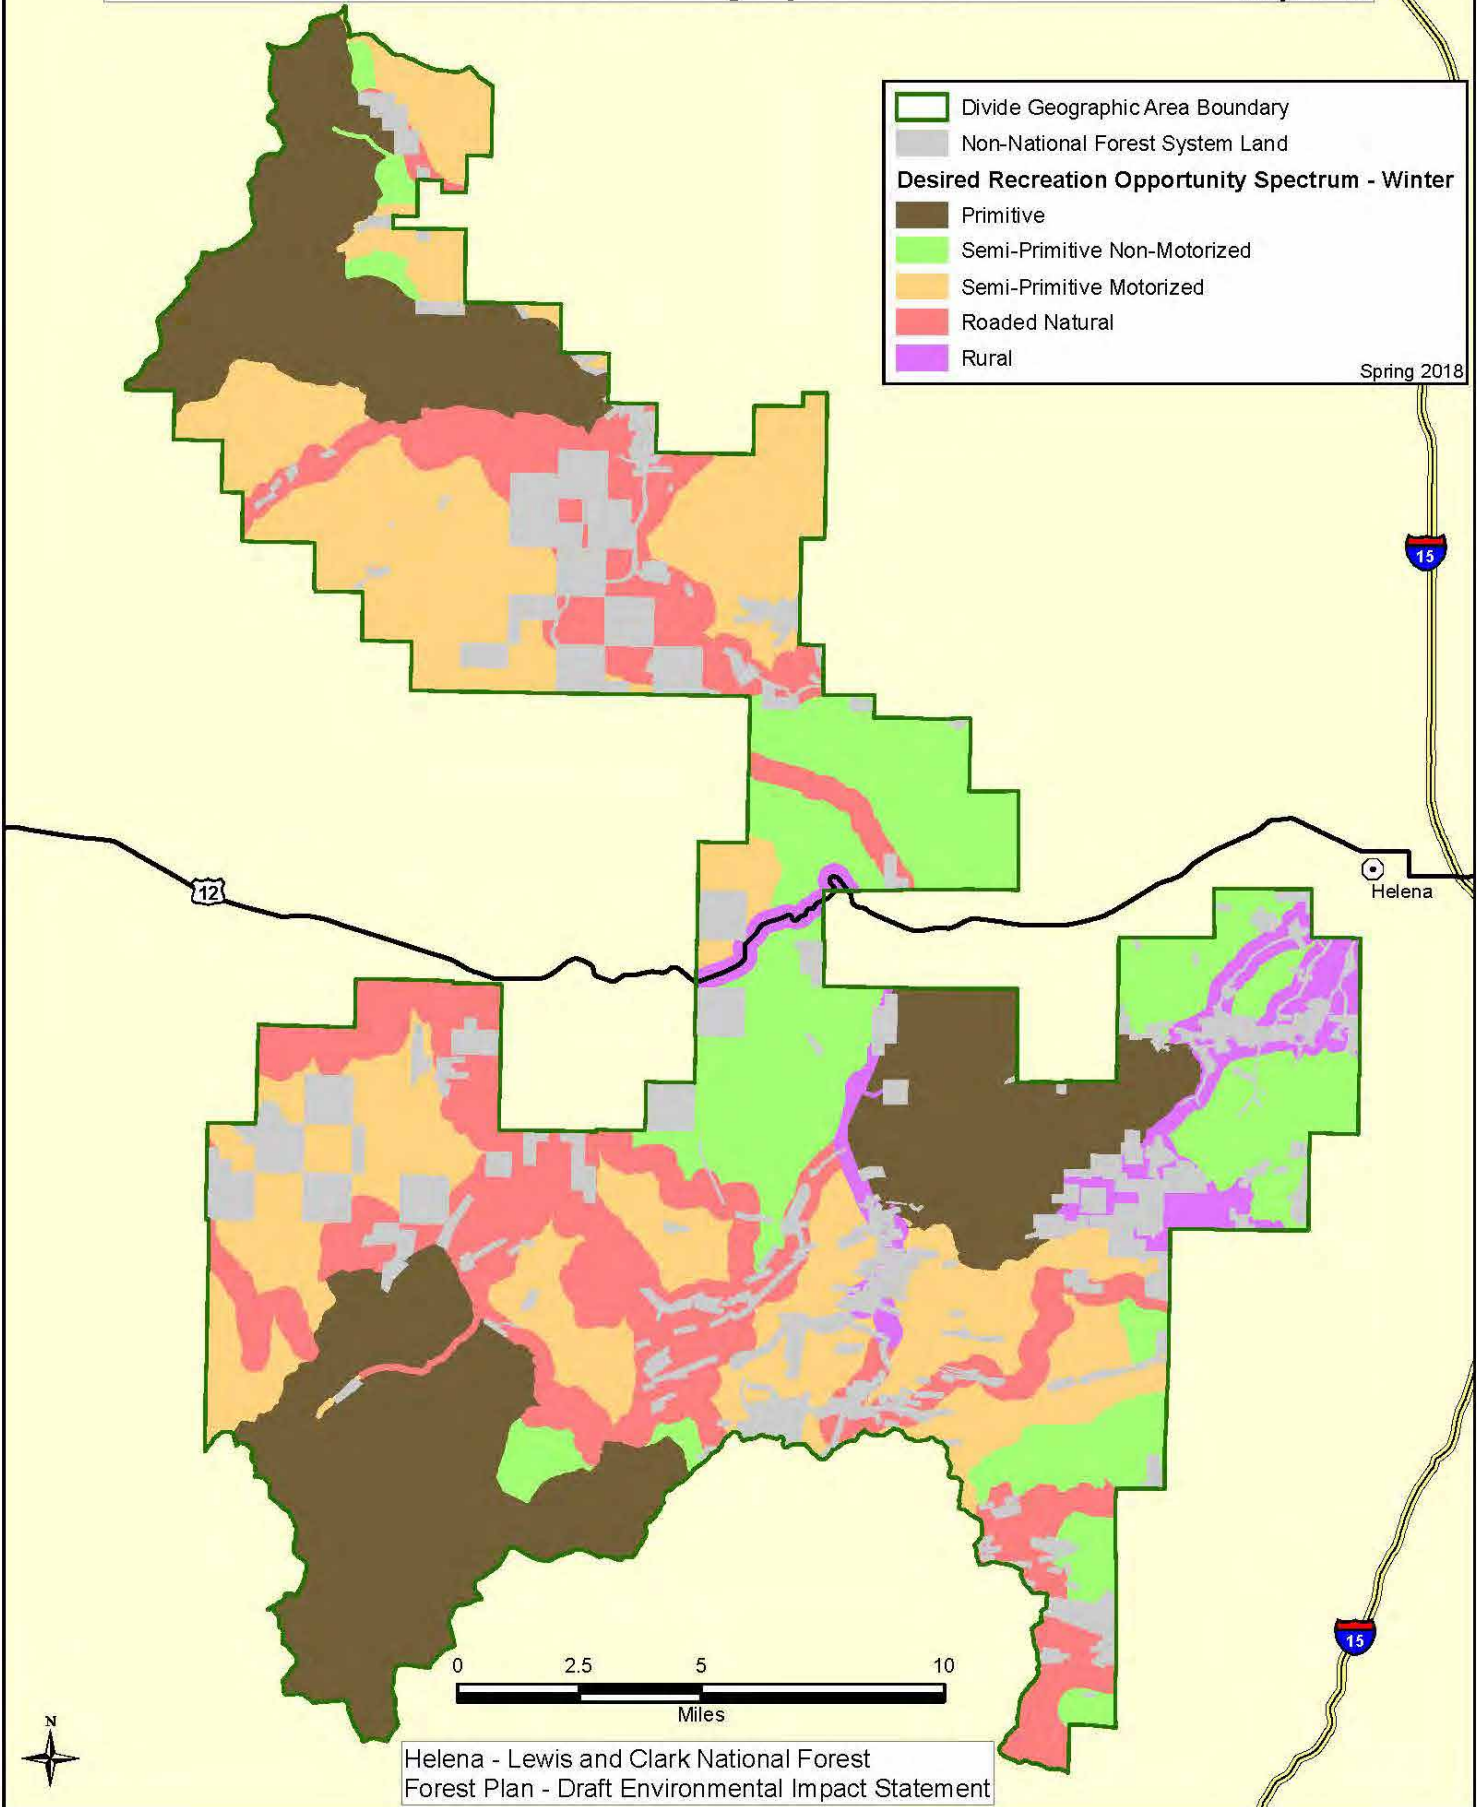 Divide Geographic Area Boundary
Non-National Forest System Land
Desired Recreation Opportunity Spectrum - Winter
Primitive
Semi-Primitive Non-Motorized
Semi-Primitive Motorized
Roaded Natural
Rural
Spring 2018
15
12
Helena
15
0 2.5 5 10
Miles
N
Helena - Lewis and Clark National Forest
Forest Plan - Draft Environmental Impact Statement